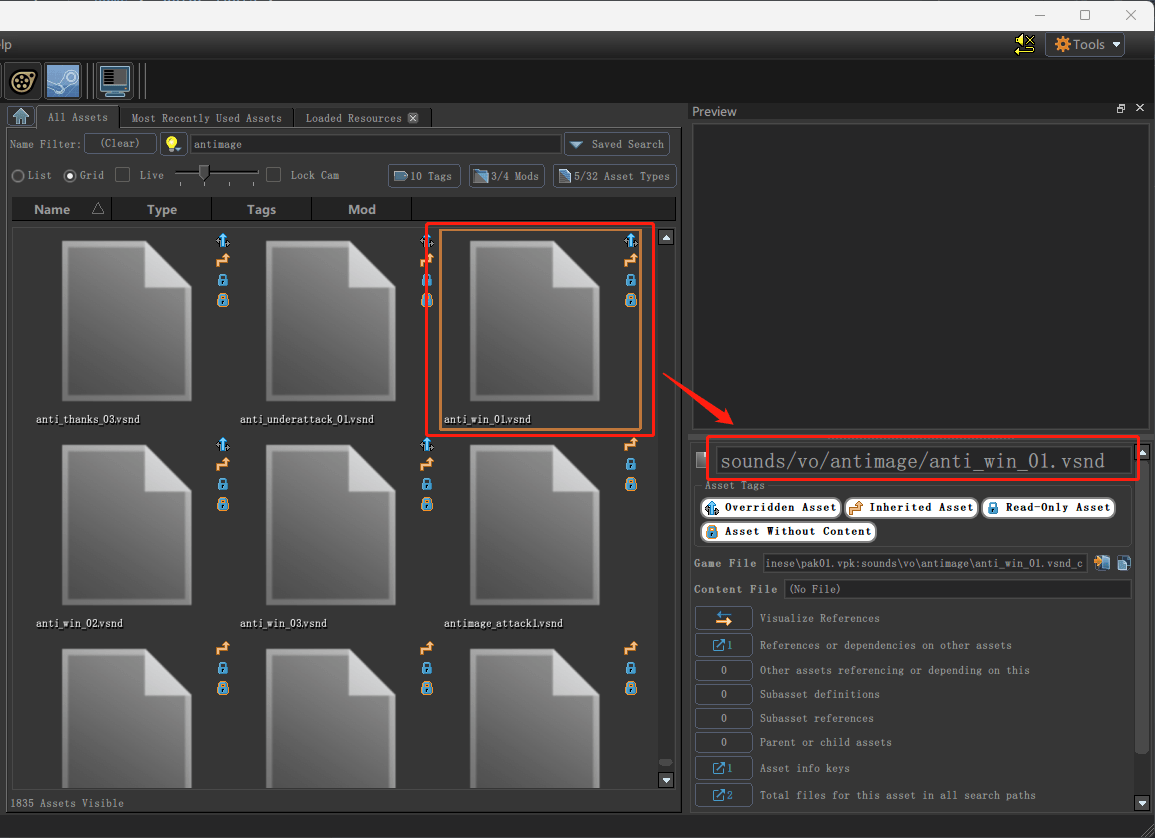 lp
Tools
All Assets
Most Recently Used Assets
Loaded Resources
Preview
Name Filter:
(Clear)
antimage
Saved Search
List
Grid
Live
Lock Cam
10 Tags
3/4 Mods
5/32 Asset Types
Name
Type
Tags
Mod
anti_thanks_03.vsnd
anti_underattack_01.vsnd
anti_win_01.vsnd
anti_win_02.vsnd
anti_win_03.vsnd
antimage_attack1.vsnd
1835 Assets Visible
sounds/vo/antimage/anti_win_01.vsnd
Asset Tags
Overridden Asset
Inherited Asset
Read-Only Asset
Asset Without Content
Game File
inese\pak01.vpk:sounds\vo\antimage\anti_win_01.vsnd_c
Content File
(No File)
Visualize References
1 References or dependencies on other assets
0 Other assets referencing or depending on this
0 Subasset definitions
0 Subasset references
0 Parent or child assets
1 Asset info keys
2 Total files for this asset in all search paths